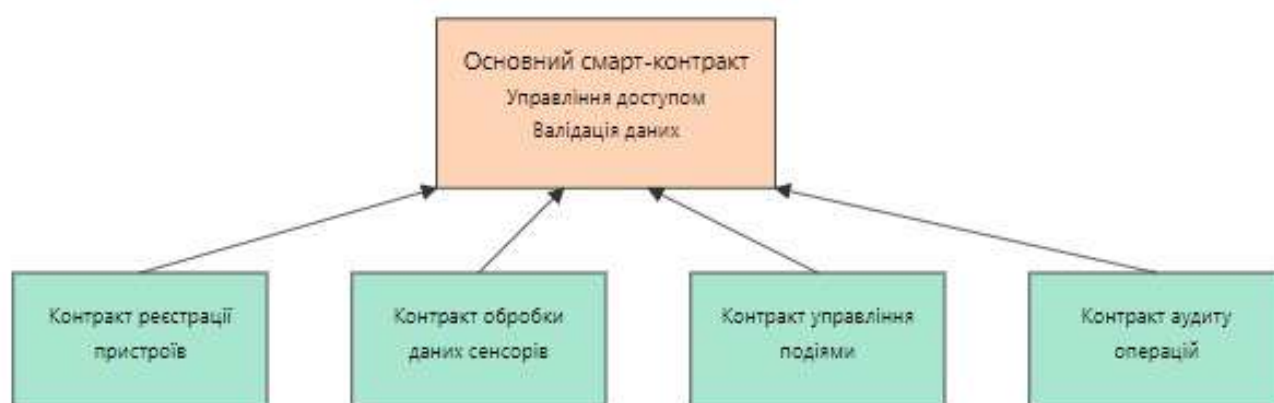 Основний смарт-контракт
Управління доступом
Валідація даних
Контракт реєстрації
пристроїв
Контракт обробки
даних сенсорів
Контракт управління
подіями
Контракт аудиту
операцій